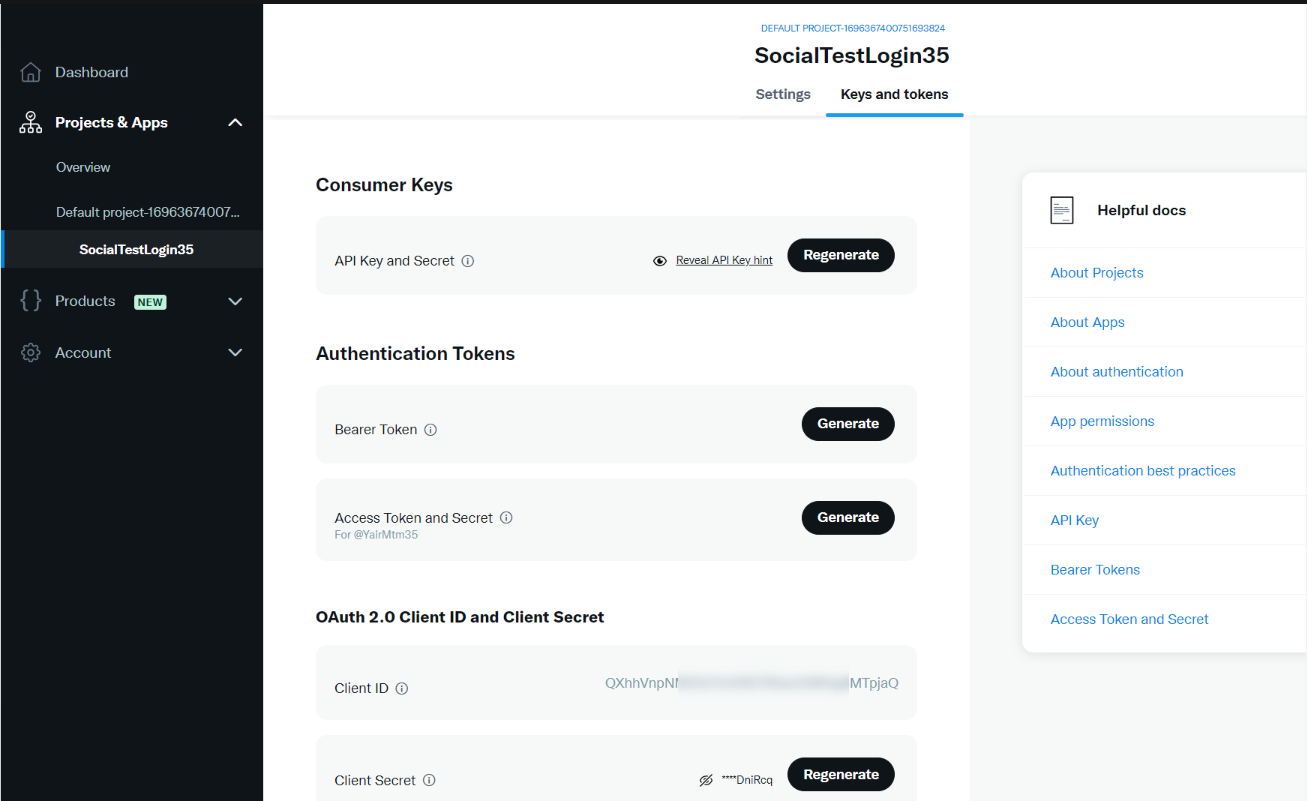 Dashboard
Projects & Apps
Overview
Default project-16963674007...
SocialTestLogin35
Products NEW
Account
DEFAULT PROJECT-1696367400751693824
SocialTestLogin35
Settings Keys and tokens
Consumer Keys
API Key and Secret Reveal API Key hint Regenerate
Authentication Tokens
Bearer Token Generate
Access Token and Secret Generate
For @YairMtm35
OAuth 2.0 Client ID and Client Secret
Client ID QXhhVnpN MTpjaQ
Client Secret ****DniRcq Regenerate
Helpful docs
About Projects
About Apps
About authentication
App permissions
Authentication best practices
API Key
Bearer Tokens
Access Token and Secret